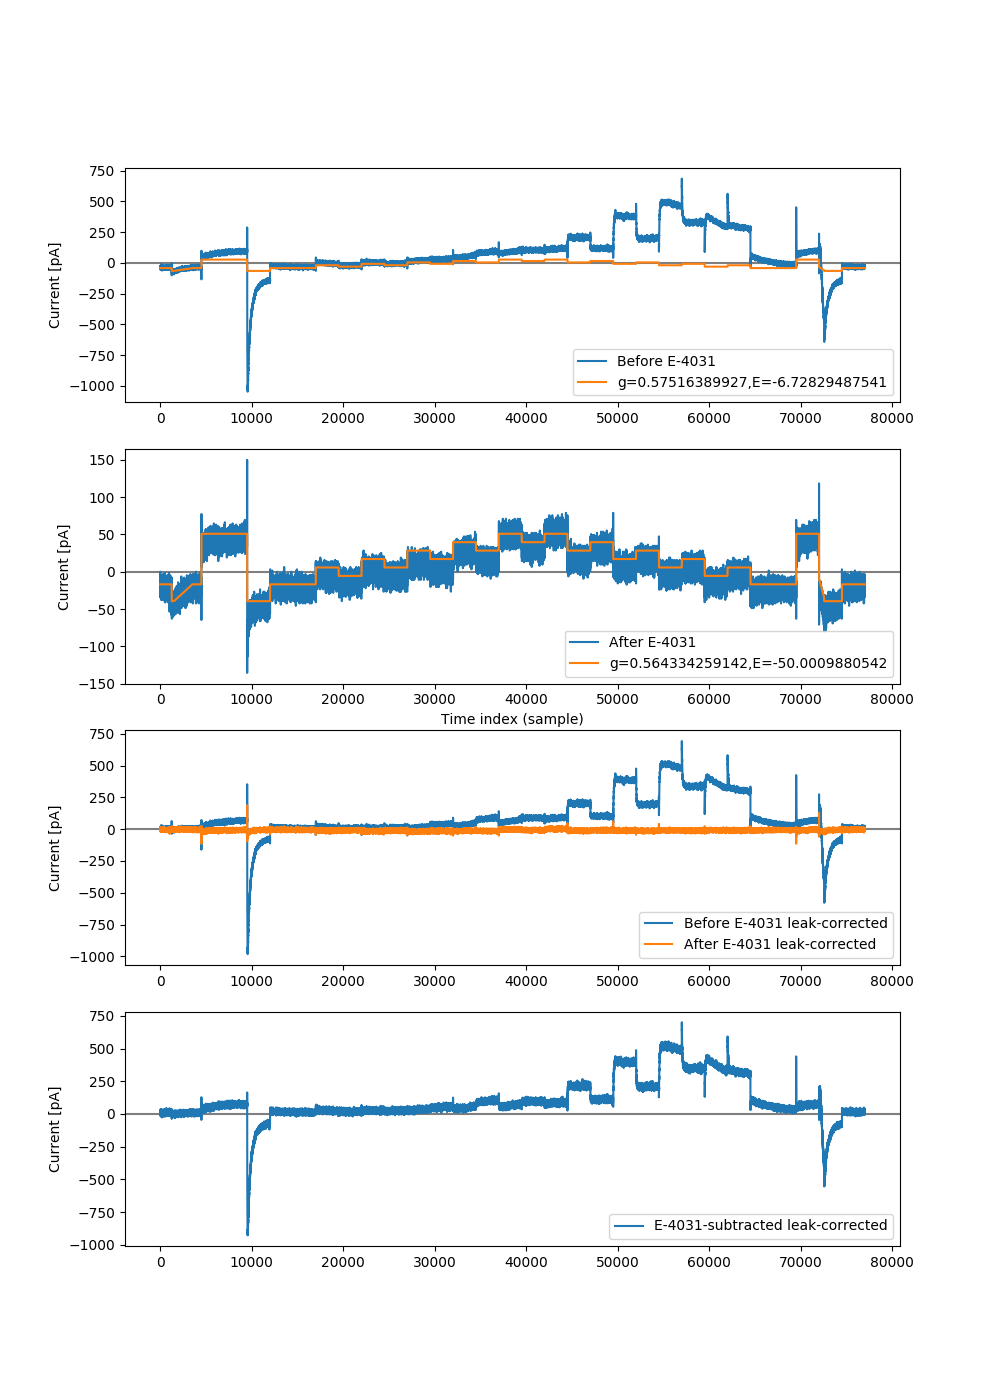 750
500
250
0
−250
−500
−750
−1000
Current [pA]
Before E-4031
g=0.57516389927,E=-6.72829487541
0 10000 20000 30000 40000 50000 60000 70000 80000
150
100
50
0
−50
−100
−150
Current [pA]
After E-4031
g=0.564334259142,E=-50.0009880542
0 10000 20000 30000 40000 50000 60000 70000 80000
Time index (sample)
750
500
250
0
−250
−500
−750
−1000
Current [pA]
Before E-4031 leak-corrected
After E-4031 leak-corrected
0 10000 20000 30000 40000 50000 60000 70000 80000
750
500
250
0
−250
−500
−750
−1000
Current [pA]
E-4031-subtracted leak-corrected
0 10000 20000 30000 40000 50000 60000 70000 80000